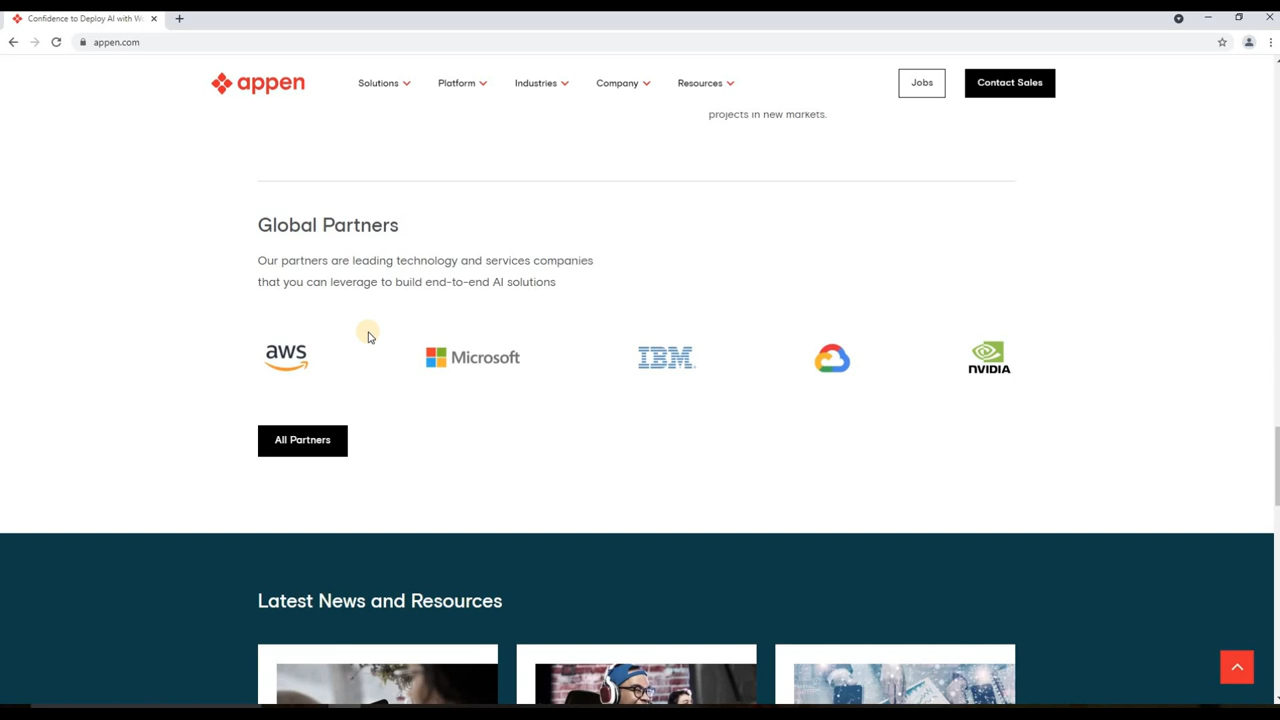 Confidence to Deploy AI with W
appen.com
appen
Solutions
Platform
Industries
Company
Resources
Jobs
Contact Sales
projects in new markets.
Global Partners
Our partners are leading technology and services companies
that you can leverage to build end-to-end AI solutions
aws
Microsoft
IBM
NVIDIA
All Partners
Latest News and Resources